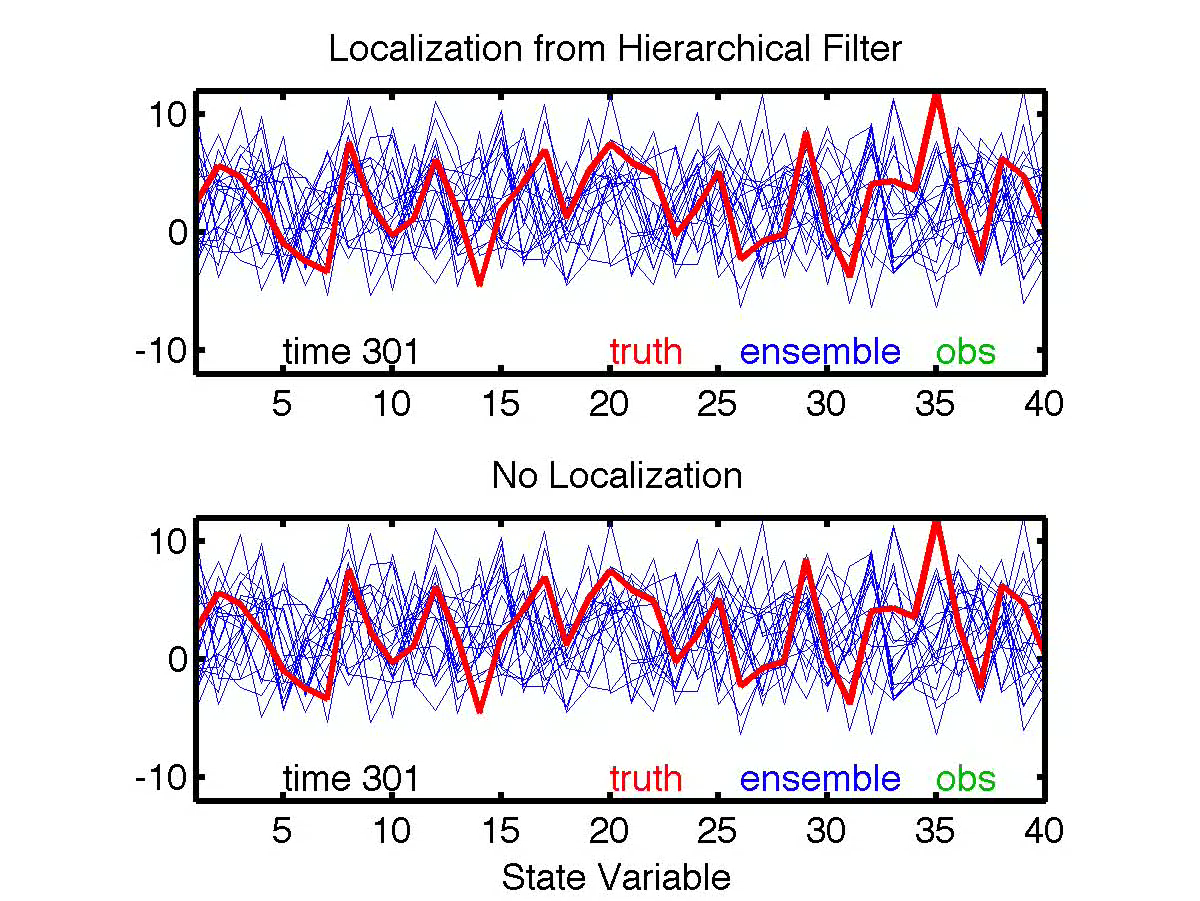 Localization from Hierarchical Filter
10
0
-10
time 301 truth ensemble obs
5 10 15 20 25 30 35 40
No Localization
10
0
-10
time 301 truth ensemble obs
5 10 15 20 25 30 35 40
State Variable